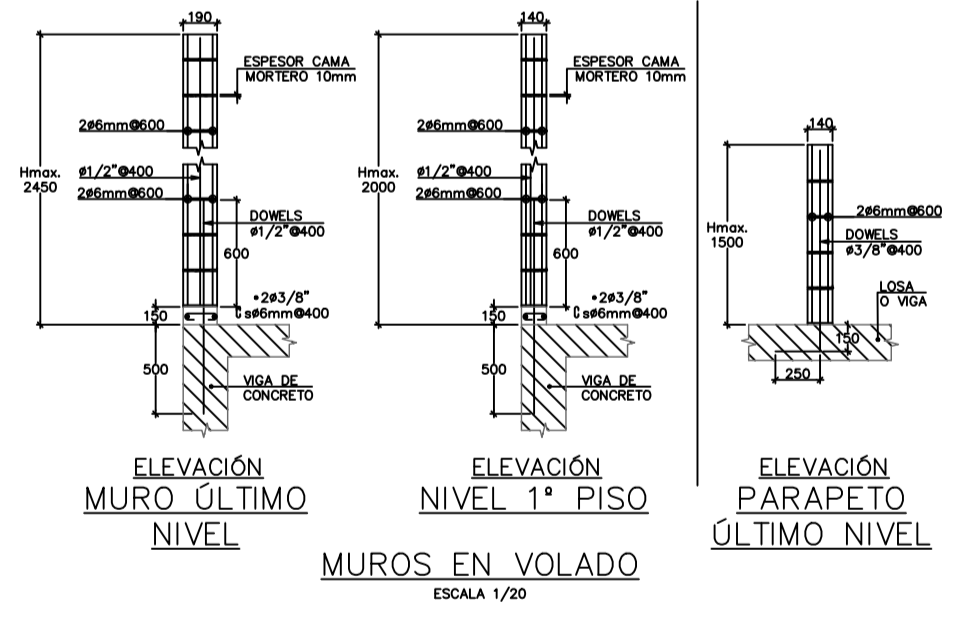 190
ESPESOR CAMA
MORTERO 10mm
2ø6mm@600
Hmax.
2450
ø1/2"@400
2ø6mm@600
DOWELS
ø1/2"@400
600
•2ø3/8"
sø6mm@400
150
500
VIGA DE
CONCRETO
ELEVACIÓN
MURO ÚLTIMO
NIVEL
140
ESPESOR CAMA
MORTERO 10mm
2ø6mm@600
Hmax.
2000
ø1/2"@400
2ø6mm@600
DOWELS
ø1/2"@400
600
•2ø3/8"
sø6mm@400
150
500
VIGA DE
CONCRETO
ELEVACIÓN
NIVEL 1º PISO
140
2ø6mm@600
Hmax.
1500
DOWELS
ø3/8"@400
LOSA
O VIGA
150
250
ELEVACIÓN
PARAPETO
ÚLTIMO NIVEL
MUROS EN VOLADO
ESCALA 1/20